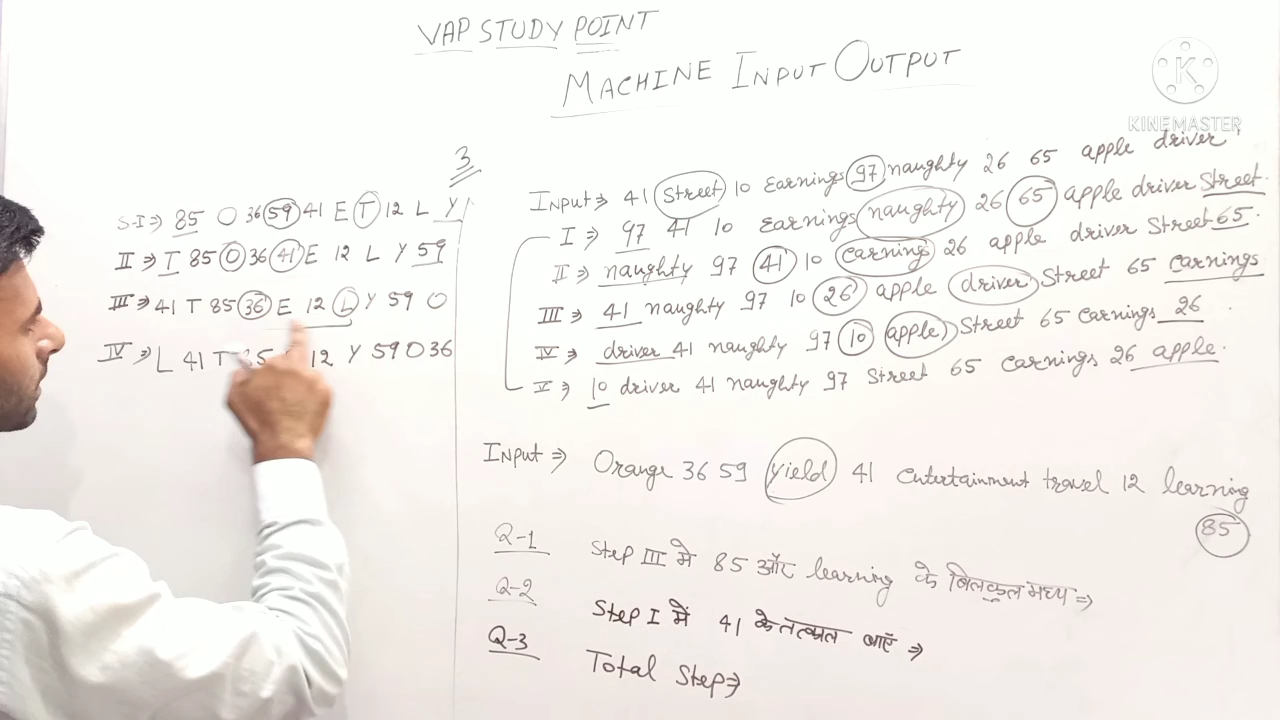 VAP STUDY POINT
MACHINE INPUT OUTPUT
KINEMASTER
3
S-I⇒ 85 O 36 59 41 E T 12 L Y
II⇒ T 85 O 36 41 E 12 L Y 59
III⇒ 41 T 85 36 E 12 L Y 59 O
IV⇒ L 41 T 12 Y 59 O 36
Input⇒ 41 Street 10 Earnings 97 naughty 26 65 apple driver
I⇒ 97 41 10 earnings naughty 26 65 apple driver Street
II⇒ naughty 97 41 10 earnings 26 apple driver Street 65
III⇒ 41 naughty 97 10 26 apple driver Street 65 earnings
IV⇒ driver 41 naughty 97 10 apple Street 65 earnings 26
V⇒ 10 driver 41 naughty 97 Street 65 earnings 26 apple
Input⇒ Orange 36 59 yield 41 entertainment travel 12 learning
85
Q-1 Step III में 85 और learning के बिलकुल मध्य⇒
Q-2 Step I में 41 के तत्काल बाएँ⇒
Q-3 Total Step⇒